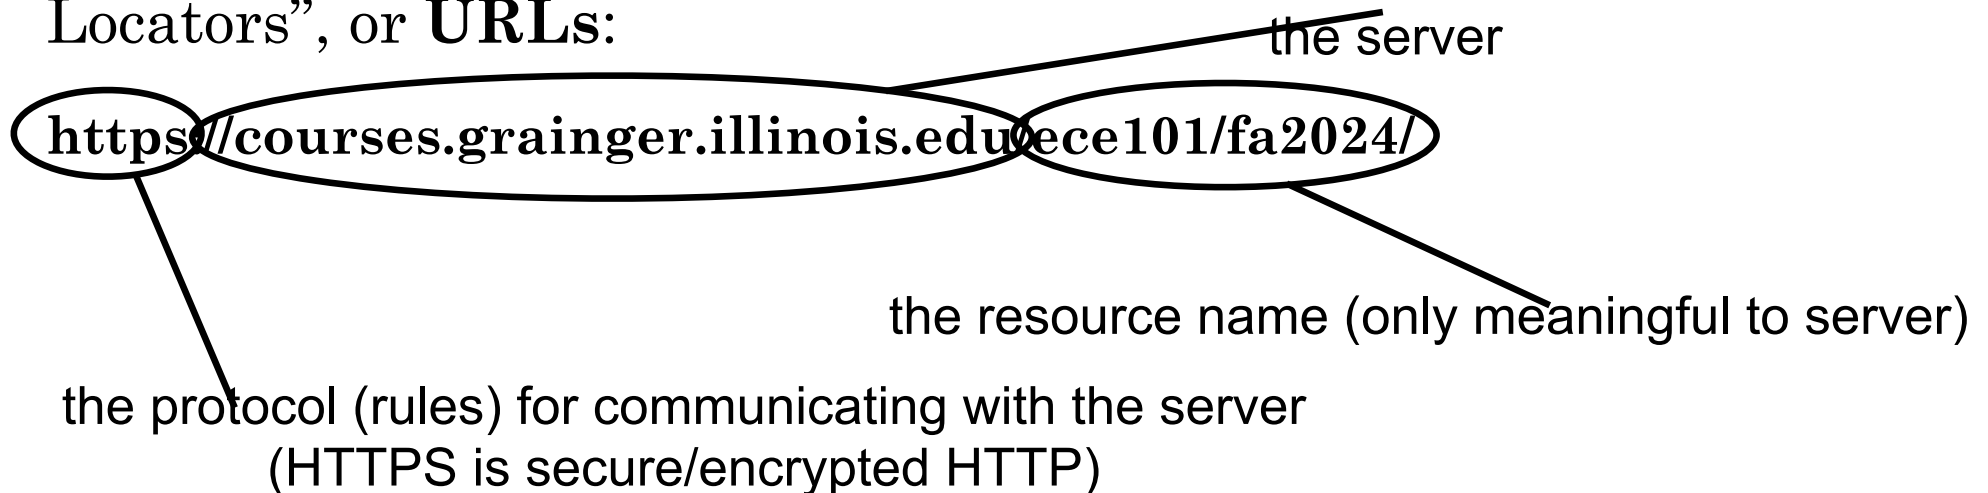 Locators”, or URLs:
the server
https://courses.grainger.illinois.edu/ece101/fa2024/
the resource name (only meaningful to server)
the protocol (rules) for communicating with the server
(HTTPS is secure/encrypted HTTP)